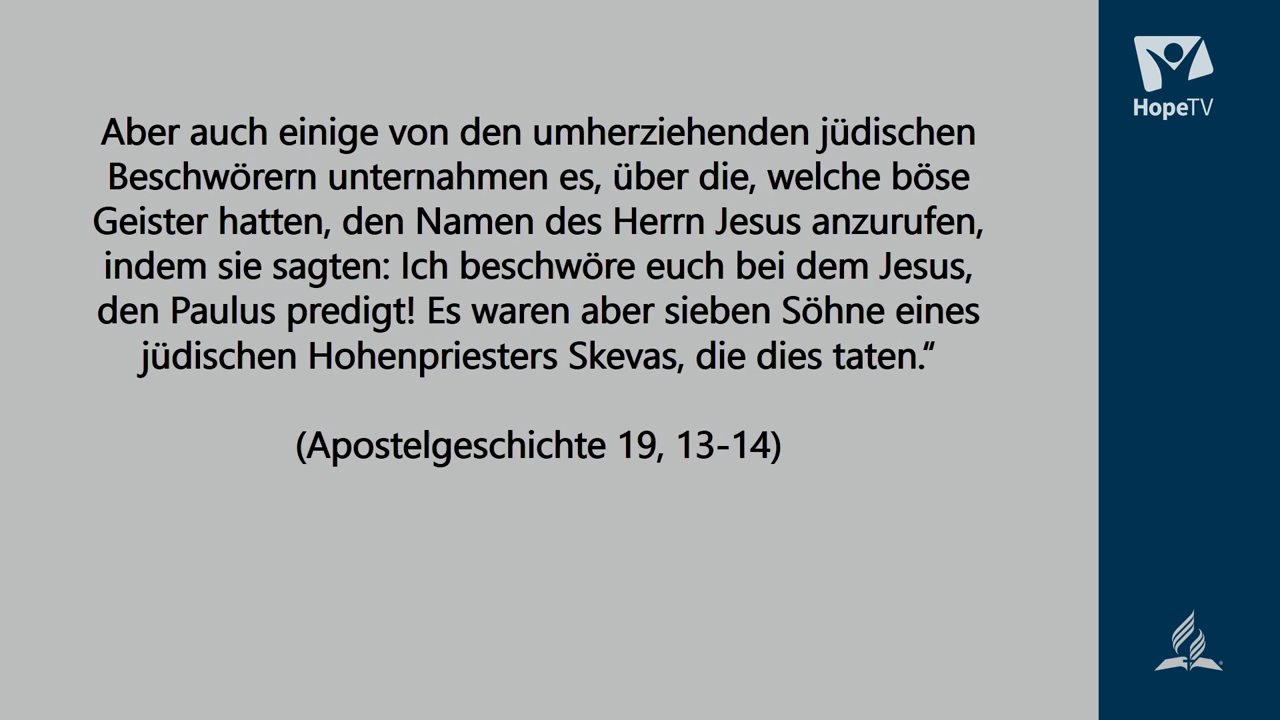 Aber auch einige von den umherziehenden jüdischen
Beschwörern unternahmen es, über die, welche böse
Geister hatten, den Namen des Herrn Jesus anzurufen,
indem sie sagten: Ich beschwöre euch bei dem Jesus,
den Paulus predigt! Es waren aber sieben Söhne eines
jüdischen Hohenpriesters Skevas, die dies taten.“
(Apostelgeschichte 19, 13-14)
HopeTV